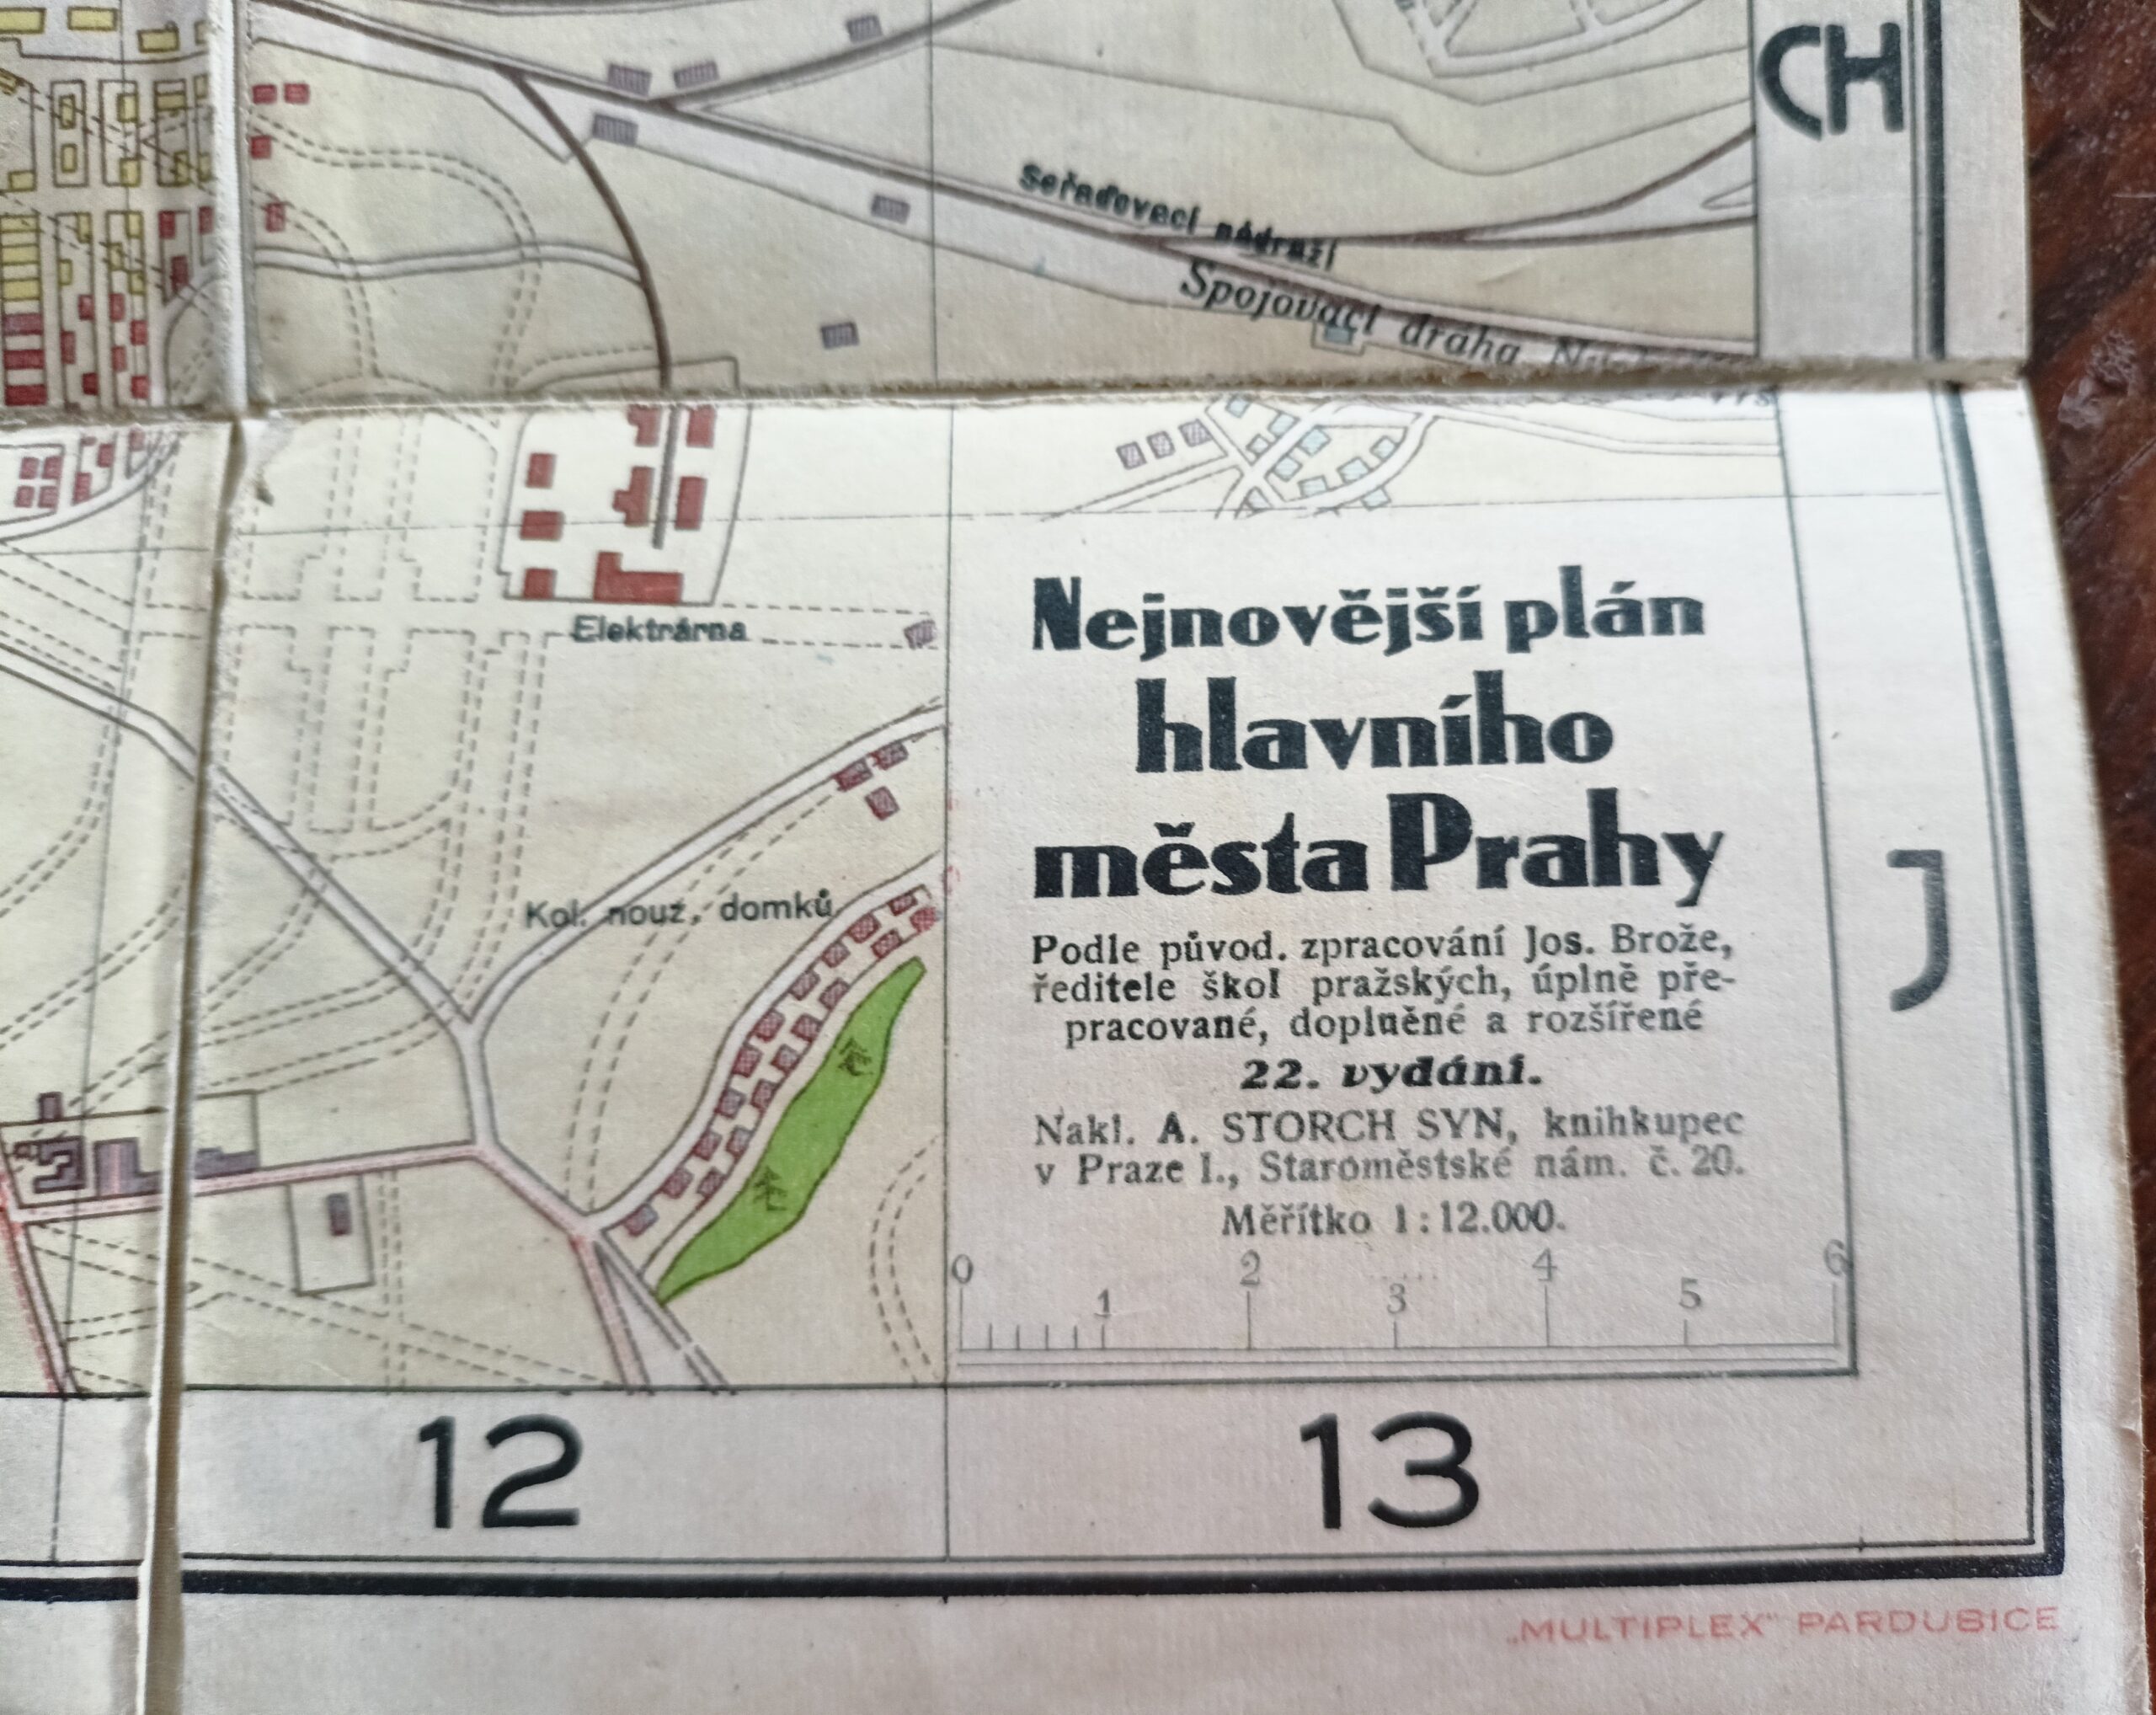 CH
Seřaďovací nádraží
Spojovací dráha
Elektrárna
Kol. nouz. domků
Nejnovější plán
hlavního
města Prahy
Podle původ. zpracování Jos. Brože,
ředitele škol pražských, úplně pře-
pracované, doplněné a rozšířené
22. vydání.
Nakl. A. STORCH SYN, knihkupec
v Praze I., Staroměstské nám. č. 20.
Měřítko 1 : 12.000.
0 1 2 3 4 5 6
J
12 13
„MULTIPLEX" PARDUBICE